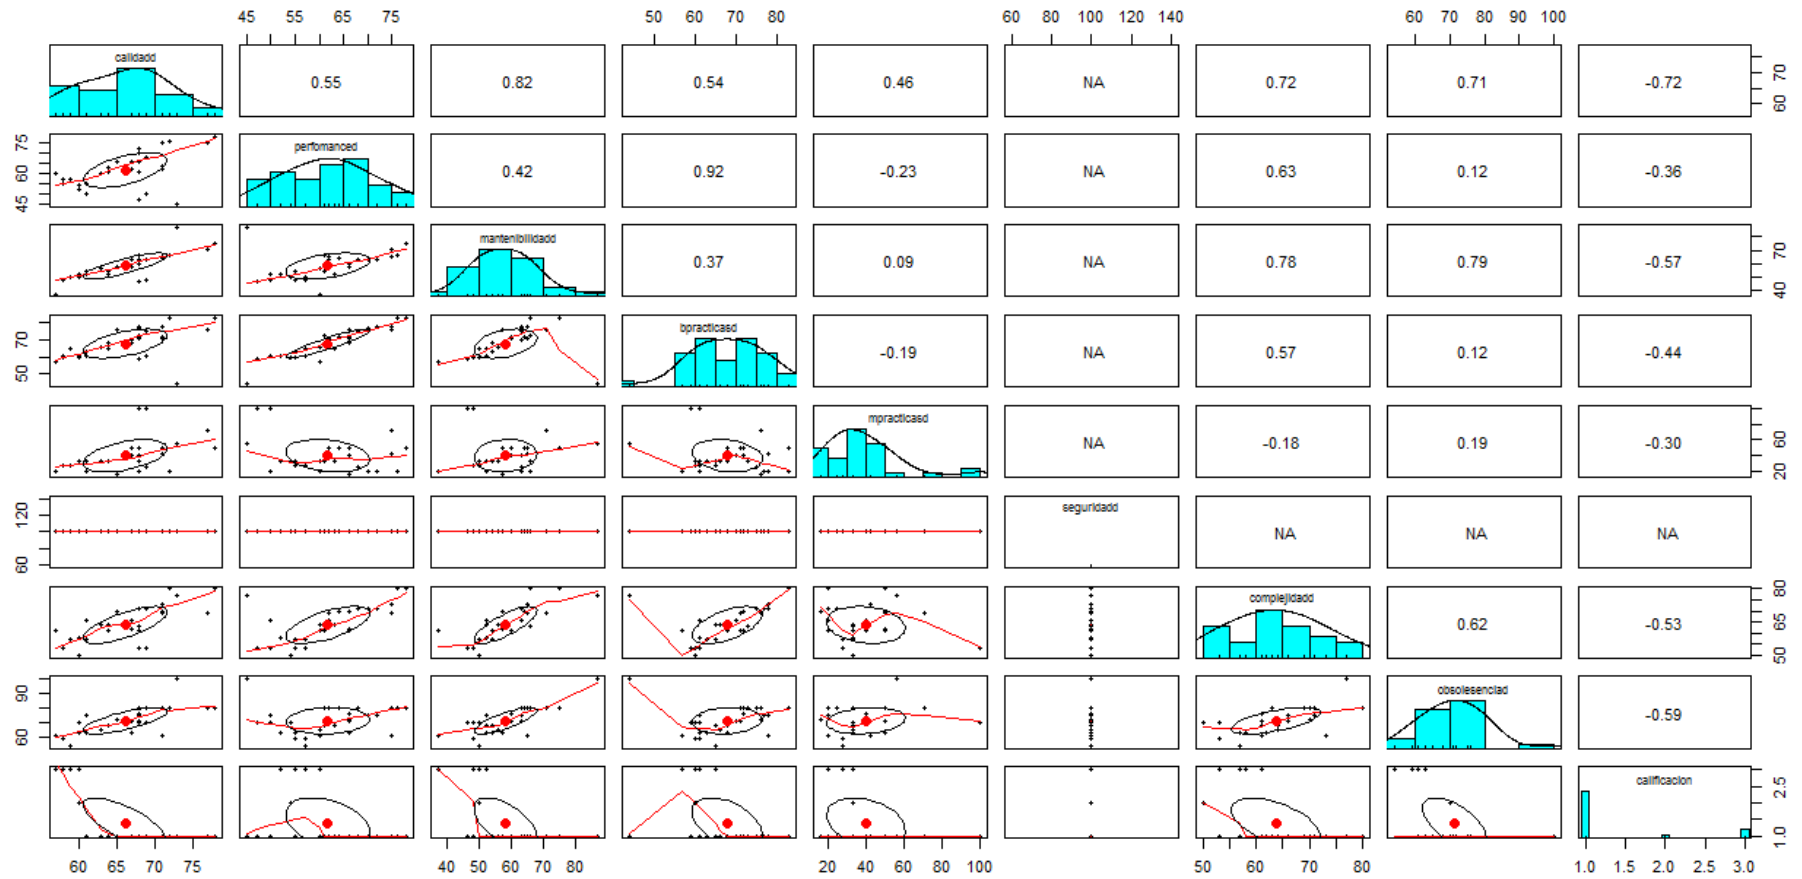 45 55 65 75 50 60 70 80 60 80 100 120 140 60 70 80 90 100
calidadd 0.55 0.82 0.54 0.46 NA 0.72 0.71 -0.72 60 70
45 60 75 perfomanced 0.42 0.92 -0.23 NA 0.63 0.12 -0.36
mantenibilidadd 0.37 0.09 NA 0.78 0.79 -0.57 40 70
50 70 bpracticasd -0.19 NA 0.57 0.12 -0.44
mpracticasd NA -0.18 0.19 -0.30 20 60
60 120 seguridadd NA NA NA
complejidadd 0.62 -0.53 50 65 80
60 90 obsolesenciad -0.59
calificacion 1.0 2.5
60 65 70 75 40 50 60 70 80 20 40 60 80 100 50 60 70 80 1.0 1.5 2.0 2.5 3.0